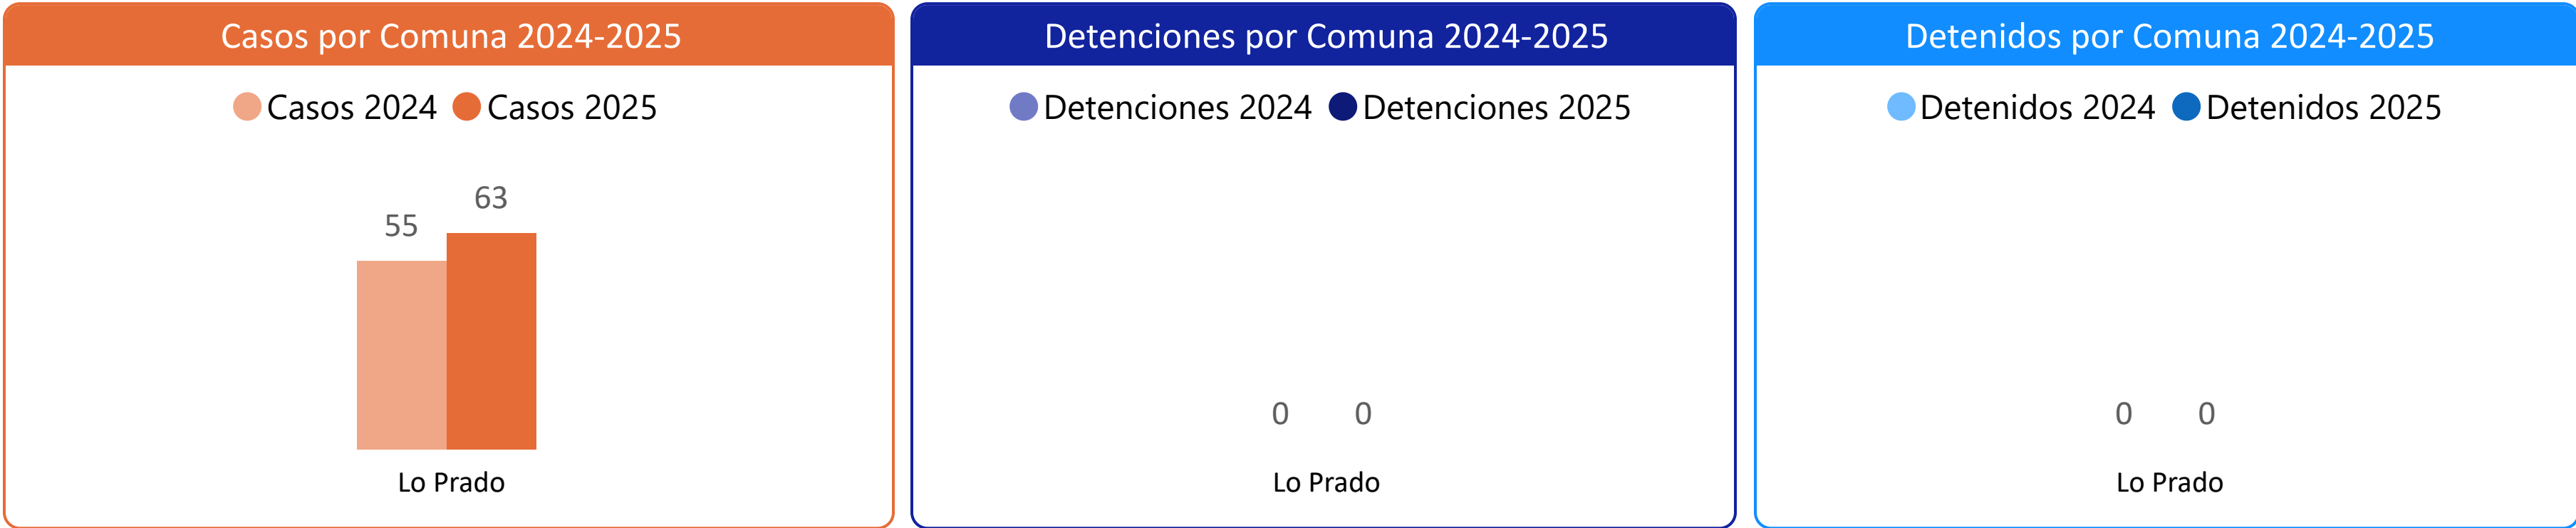 Casos por Comuna 2024-2025
Casos 2024 Casos 2025
55
63
Lo Prado
Detenciones por Comuna 2024-2025
Detenciones 2024 Detenciones 2025
0 0
Lo Prado
Detenidos por Comuna 2024-2025
Detenidos 2024 Detenidos 2025
0 0
Lo Prado